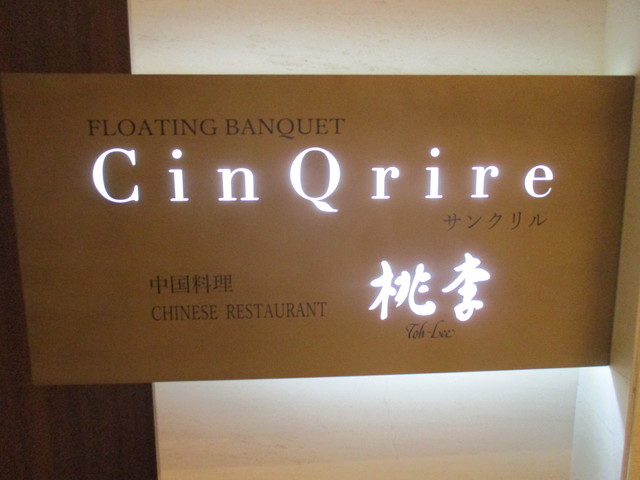 FLOATING BANQUET
CinQrire
サンクリル
中国料理
CHINESE RESTAURANT
桃李
Toh-Lee